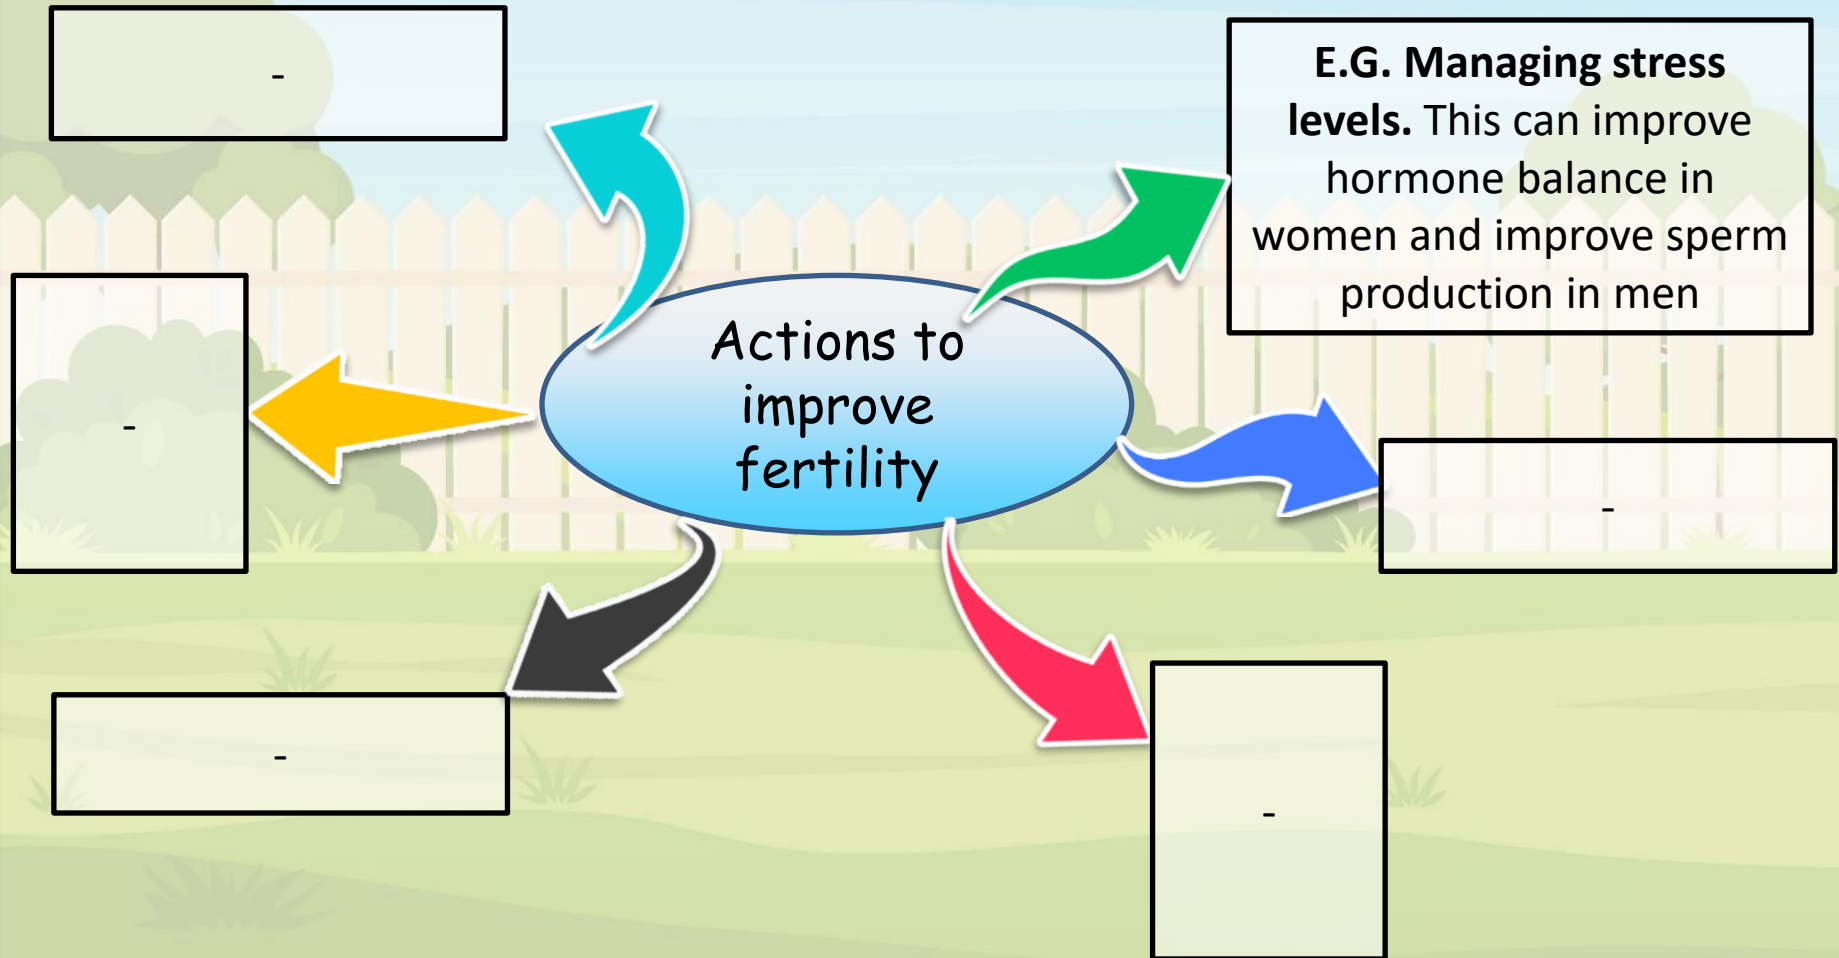 -
E.G. Managing stress
levels. This can improve
hormone balance in
women and improve sperm
production in men
Actions to
improve
fertility
-
-
-
-